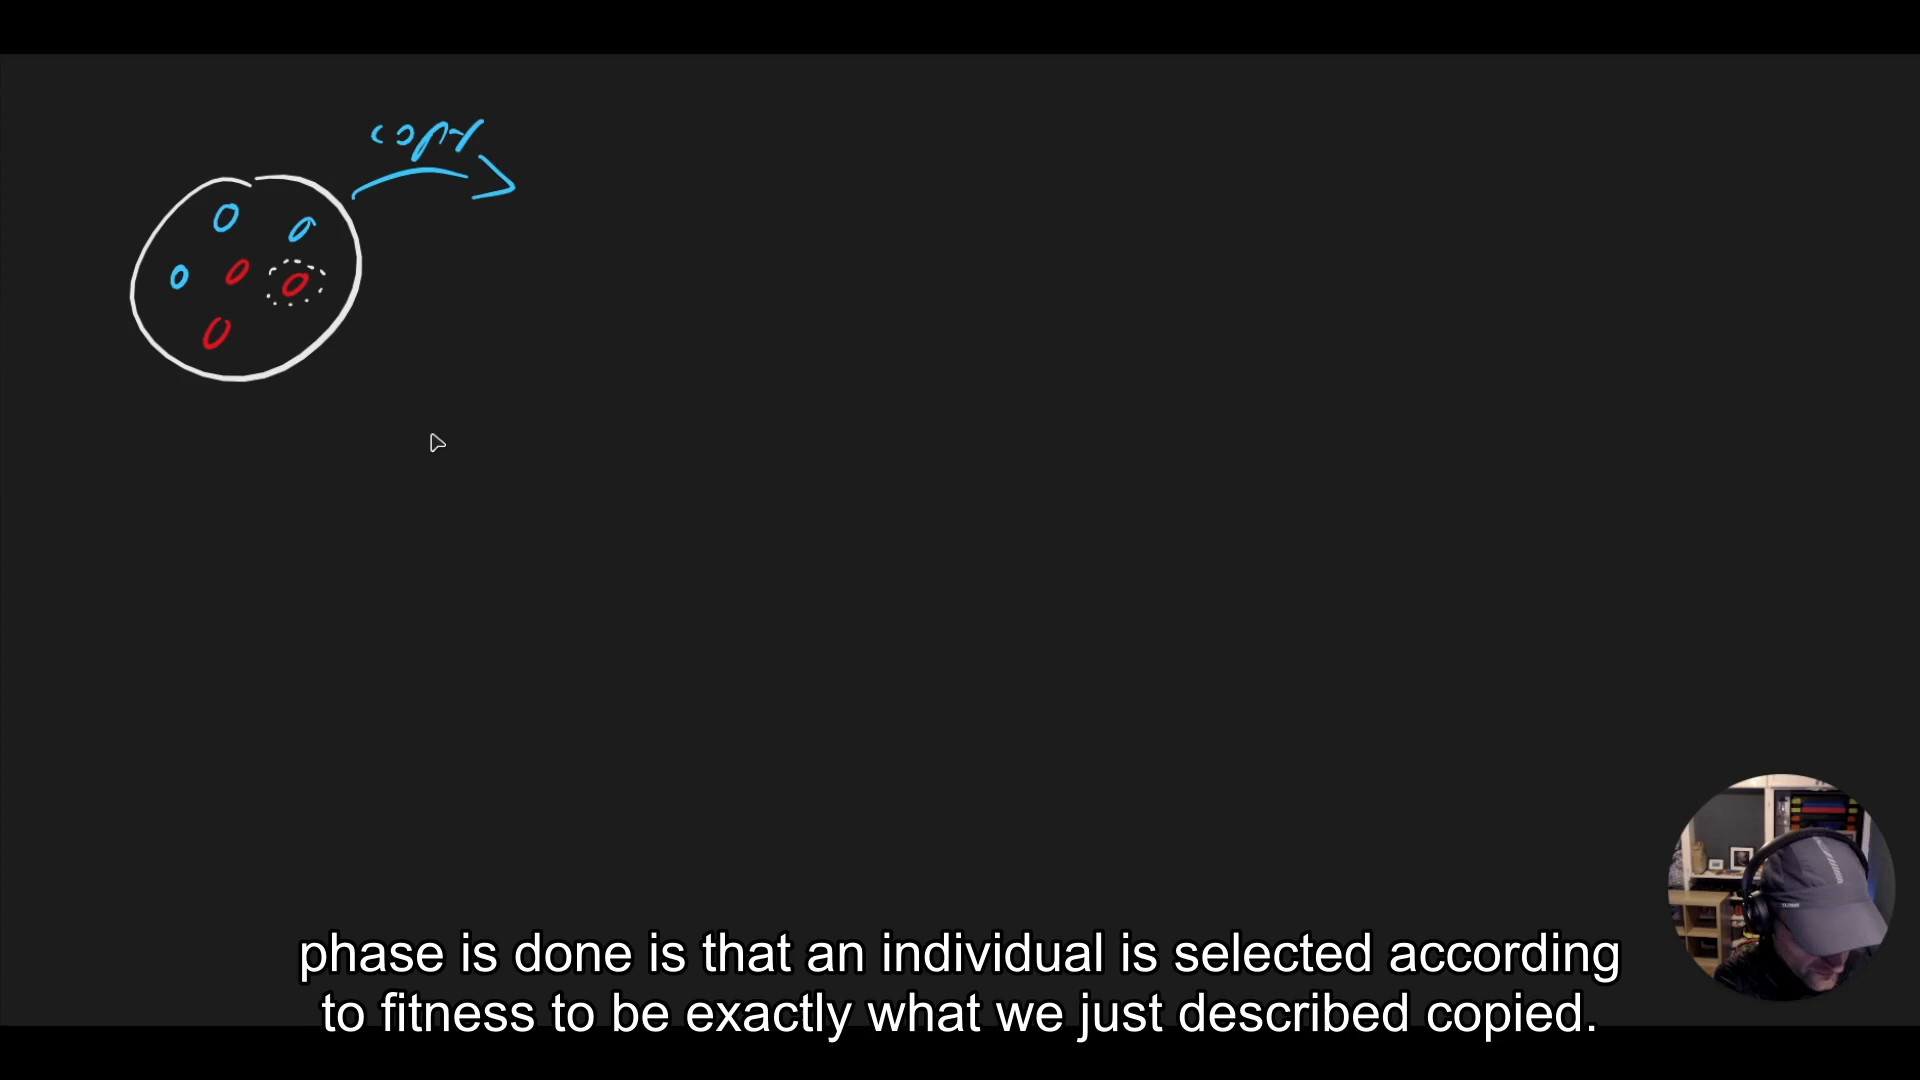 copy
phase is done is that an individual is selected according
to fitness to be exactly what we just described copied.